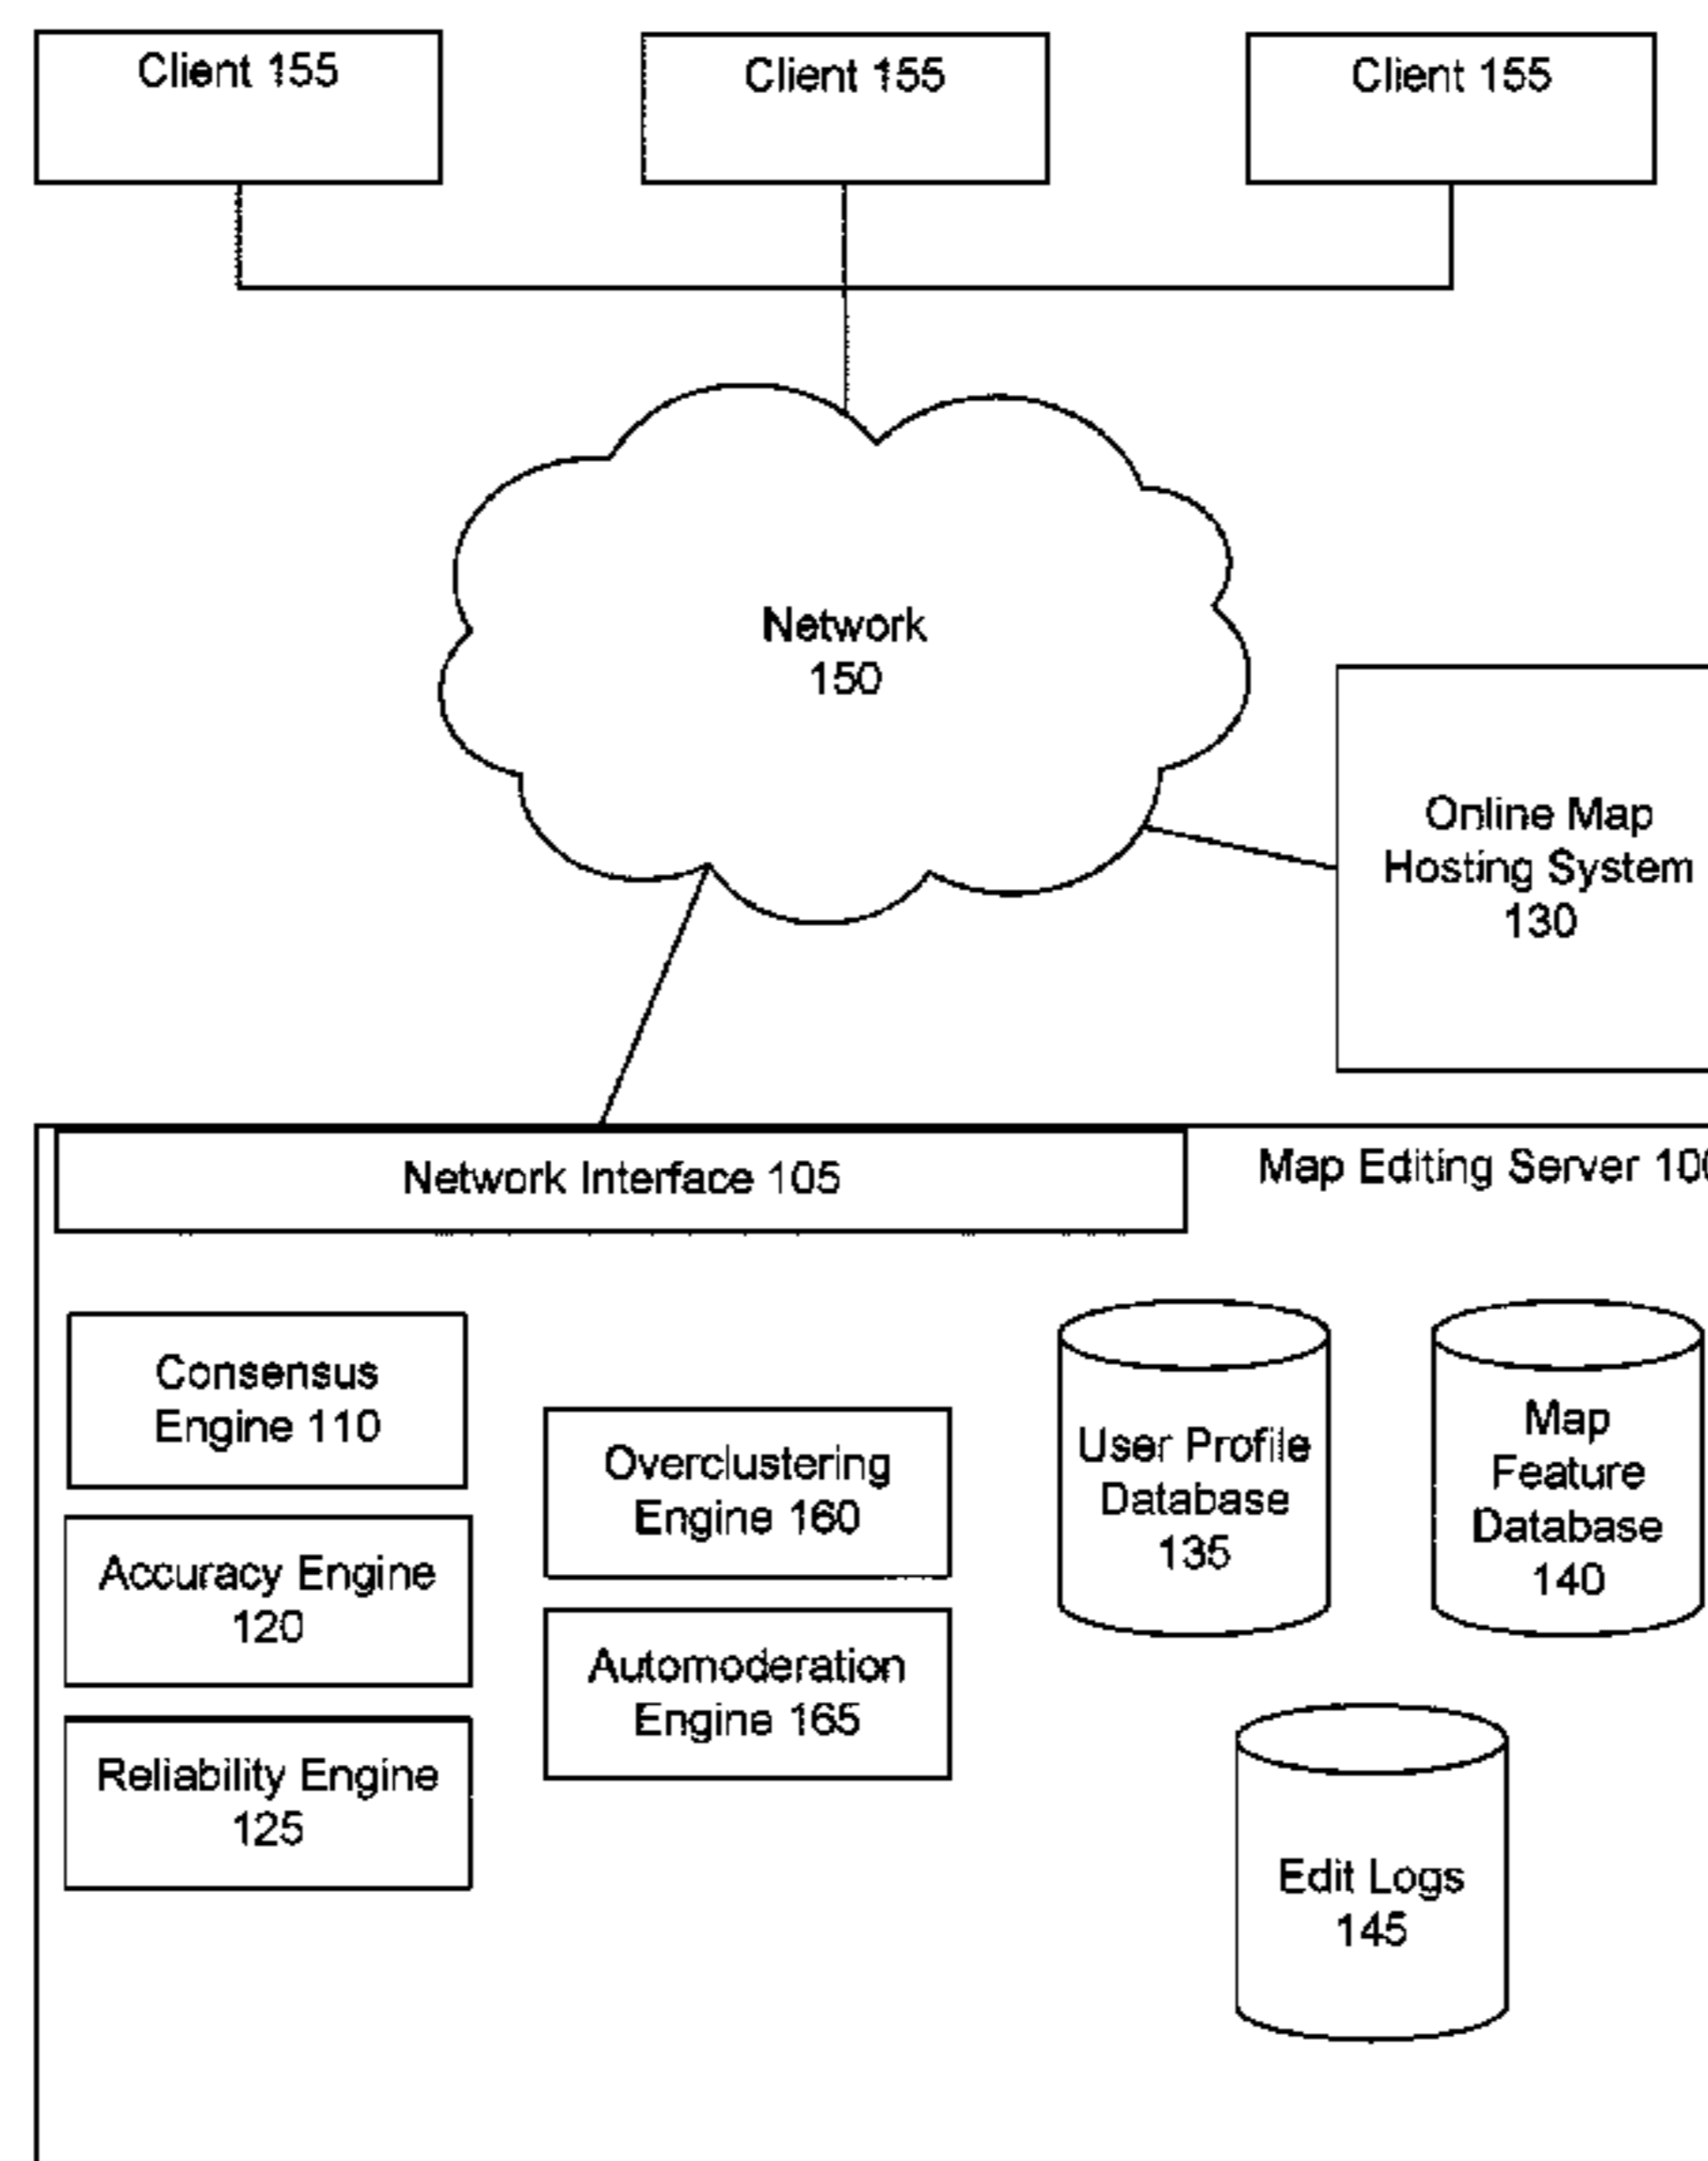 Client 155
Client 155
Client 155
Network
150
Online Map
Hosting System
130
Network Interface 105
Map Editing Server
Consensus
Engine 110
Overclustering
Engine 160
User Profile
Database
135
Map
Feature
Database
140
Accuracy Engine
120
Automoderation
Engine 165
Reliability Engine
125
Edit Logs
145